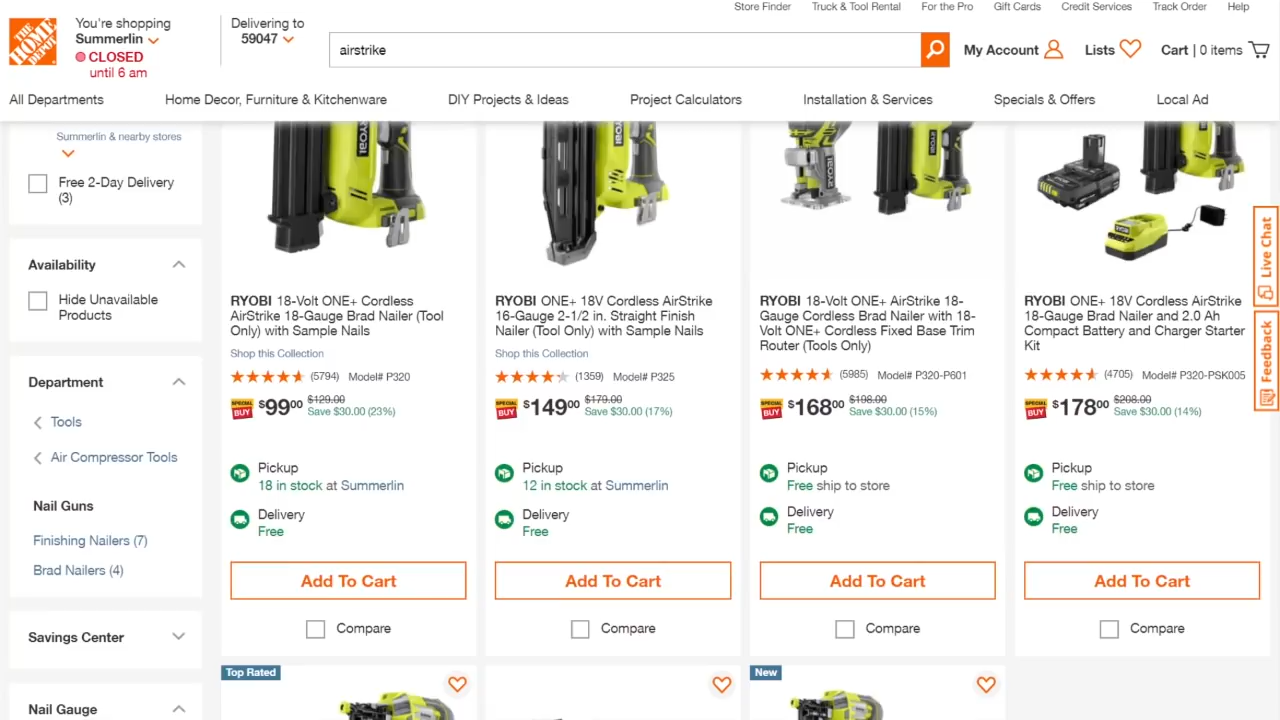 Store Finder
Truck & Tool Rental
For the Pro
Gift Cards
Credit Services
Track Order
Help
THE HOME DEPOT
You're shopping
Summerlin
CLOSED
until 6 am
Delivering to
59047
airstrike
My Account
Lists
Cart | 0 items
All Departments
Home Decor, Furniture & Kitchenware
DIY Projects & Ideas
Project Calculators
Installation & Services
Specials & Offers
Local Ad
Summerlin & nearby stores
Free 2-Day Delivery
(3)
Availability
Hide Unavailable
Products
Department
Tools
Air Compressor Tools
Nail Guns
Finishing Nailers (7)
Brad Nailers (4)
Savings Center
Nail Gauge
RYOBI 18-Volt ONE+ Cordless
AirStrike 18-Gauge Brad Nailer (Tool
Only) with Sample Nails
Shop this Collection
(5794) Model# P320
SPECIAL BUY $9900 $129.00
Save $30.00 (23%)
Pickup
18 in stock at Summerlin
Delivery
Free
Add To Cart
Compare
RYOBI ONE+ 18V Cordless AirStrike
16-Gauge 2-1/2 in. Straight Finish
Nailer (Tool Only) with Sample Nails
Shop this Collection
(1359) Model# P325
SPECIAL BUY $14900 $179.00
Save $30.00 (17%)
Pickup
12 in stock at Summerlin
Delivery
Free
Add To Cart
Compare
RYOBI 18-Volt ONE+ AirStrike 18-
Gauge Cordless Brad Nailer with 18-
Volt ONE+ Cordless Fixed Base Trim
Router (Tools Only)
(5985) Model# P320-P601
SPECIAL BUY $16800 $198.00
Save $30.00 (15%)
Pickup
Free ship to store
Delivery
Free
Add To Cart
Compare
RYOBI ONE+ 18V Cordless AirStrike
18-Gauge Brad Nailer and 2.0 Ah
Compact Battery and Charger Starter
Kit
(4705) Model# P320-PSK005
SPECIAL BUY $17800 $208.00
Save $30.00 (14%)
Pickup
Free ship to store
Delivery
Free
Add To Cart
Compare
Top Rated
New
Live Chat
Feedback
RYOBI
RYOBI
RYOBI
RYOBI